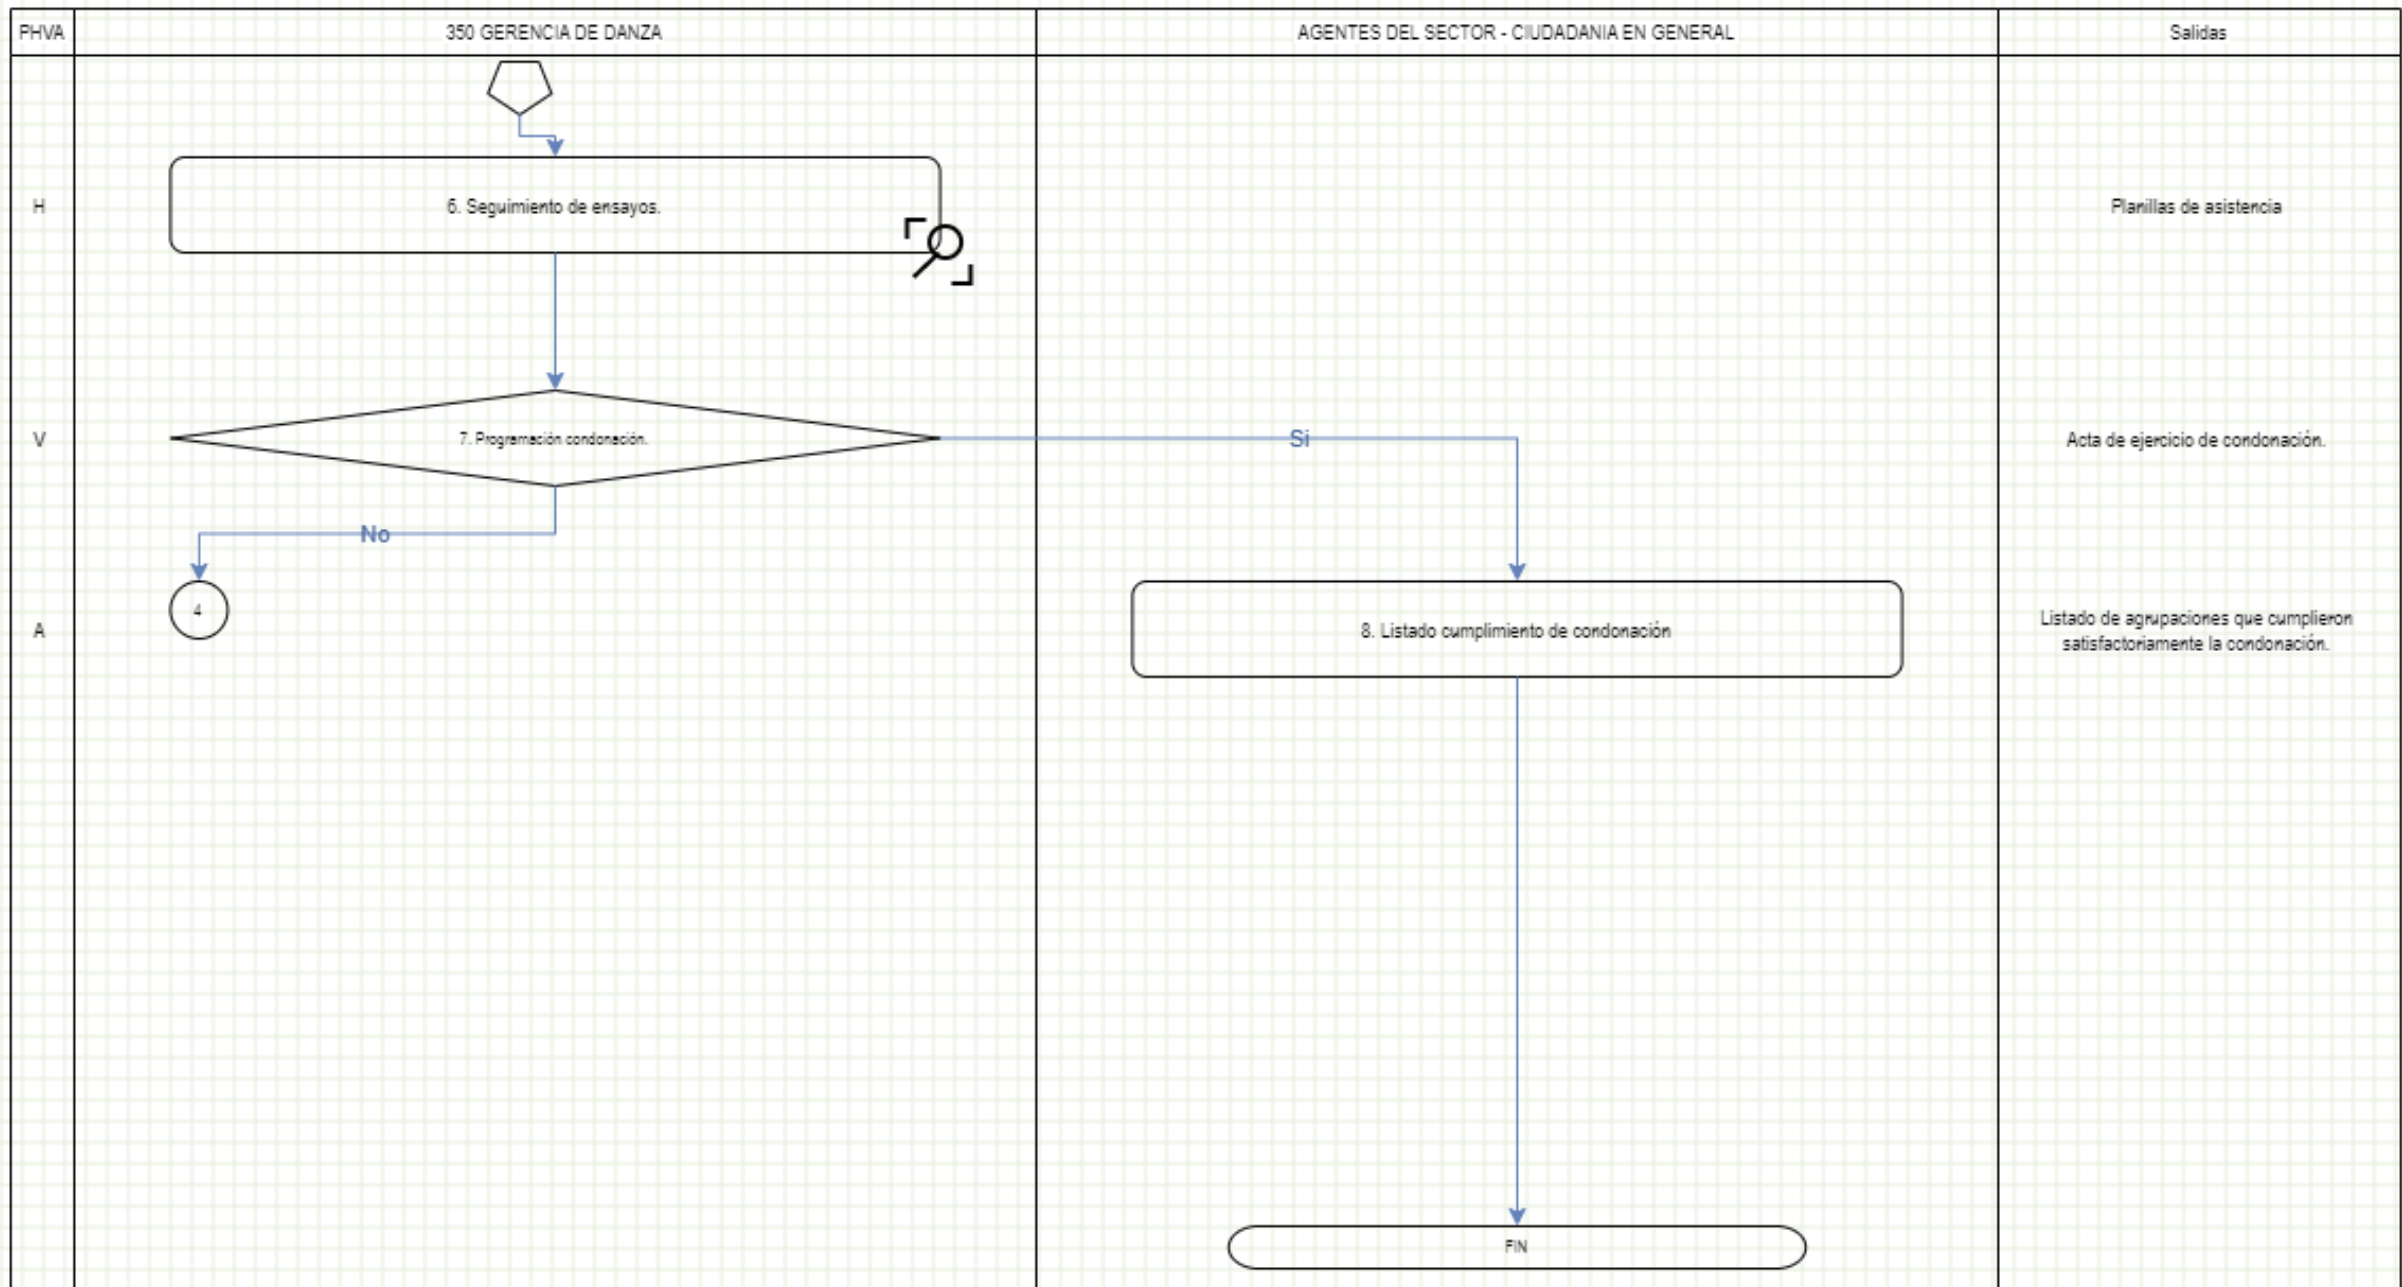 PHVA
350 GERENCIA DE DANZA
AGENTES DEL SECTOR - CIUDADANIA EN GENERAL
Salidas
H
6. Seguimiento de ensayos.
Planillas de asistencia
V
7. Programación condonación.
Si
Acta de ejercicio de condonación.
No
A
4
8. Listado cumplimiento de condonación
Listado de agrupaciones que cumplieron
satisfactoriamente la condonación.
FIN